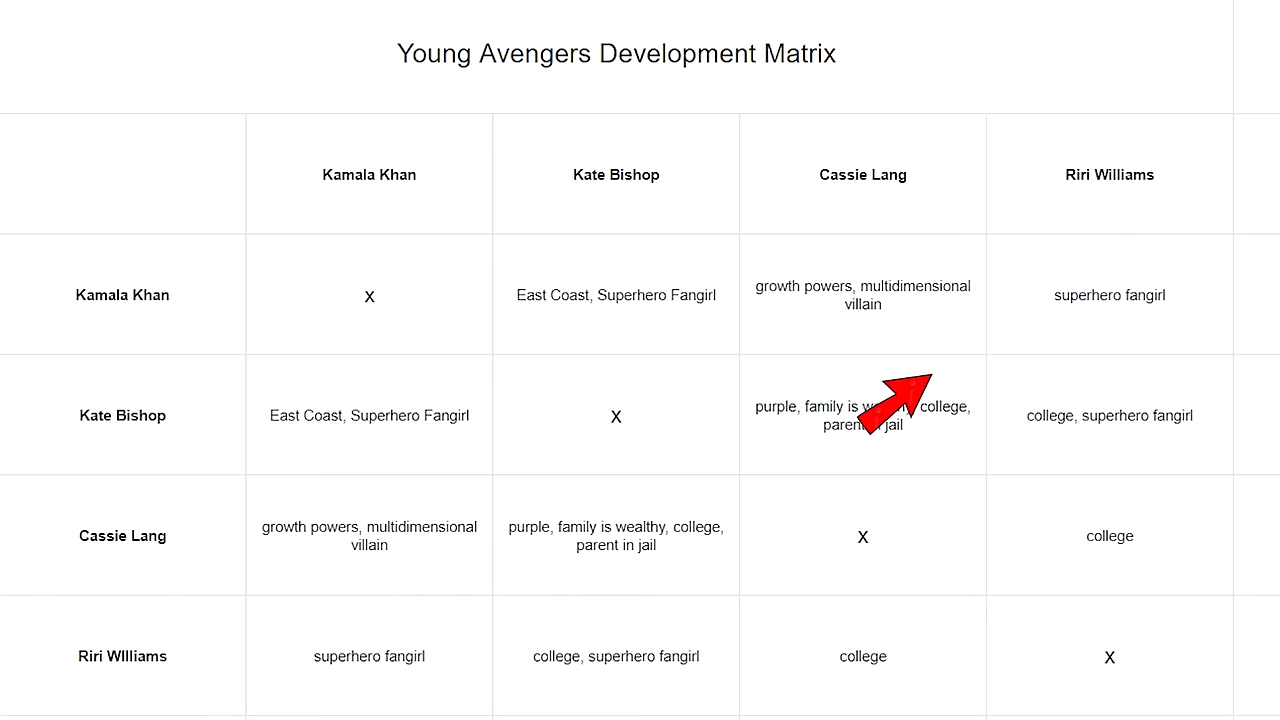 Young Avengers Development Matrix
Kamala Khan
Kate Bishop
Cassie Lang
Riri Williams
Kamala Khan
x
East Coast, Superhero Fangirl
growth powers, multidimensional
villain
superhero fangirl
Kate Bishop
East Coast, Superhero Fangirl
x
purple, family is college,
parent jail
college, superhero fangirl
Cassie Lang
growth powers, multidimensional
villain
purple, family is wealthy, college,
parent in jail
x
college
Riri WIlliams
superhero fangirl
college, superhero fangirl
college
x